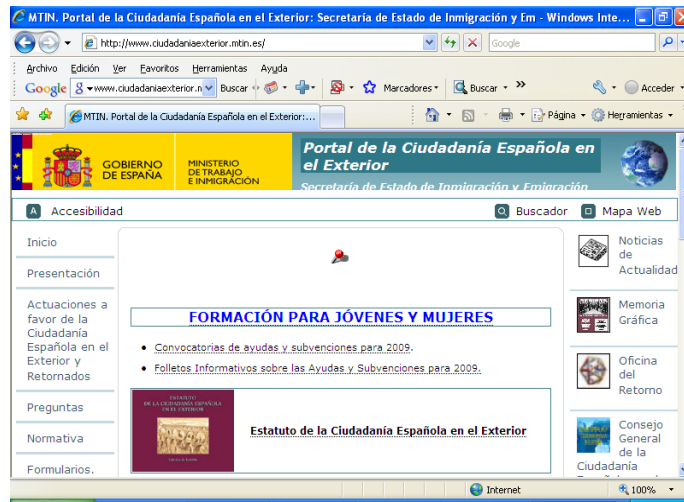 MTIN. Portal de la Ciudadanía Española en el Exterior: Secretaría de Estado de Inmigración y Em - Windows Inte...
http://www.ciudadaniaexterior.mtin.es/
Google
Archivo Edición Ver Favoritos Herramientas Ayuda
Google www.ciudadaniaexterior.n Buscar Marcadores Buscar » Acceder
MTIN. Portal de la Ciudadanía Española en el Exterior:... Página Herramientas
GOBIERNO
DE ESPAÑA
MINISTERIO
DE TRABAJO
E INMIGRACIÓN
Portal de la Ciudadanía Española en
el Exterior
Secretaría de Estado de Inmigración y Emigración
A Accesibilidad Buscador Mapa Web
Inicio
Presentación
Actuaciones a
favor de la
Ciudadanía
Española en el
Exterior y
Retornados
Preguntas
Normativa
Formularios.
FORMACIÓN PARA JÓVENES Y MUJERES
• Convocatorias de ayudas y subvenciones para 2009.
• Folletos Informativos sobre las Ayudas y Subvenciones para 2009.
ESTATUTO
DE LA CIUDADANÍA ESPAÑOLA
EN EL EXTERIOR
Estatuto de la Ciudadanía Española en el Exterior
Noticias
de
Actualidad
Memoria
Gráfica
Oficina
del
Retorno
Consejo
General
de la
Ciudadanía
Internet 100%